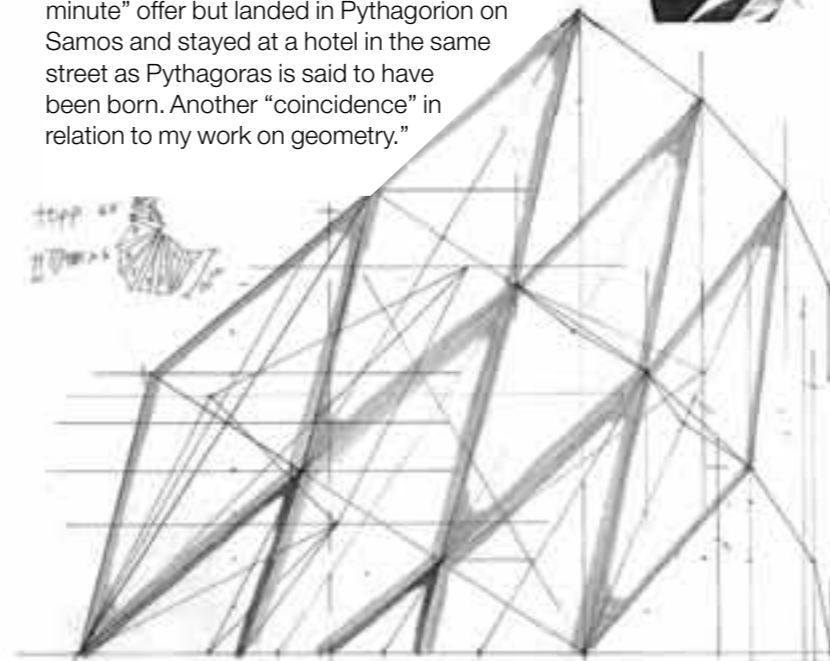 minute” offer but landed in Pythagorion on
Samos and stayed at a hotel in the same
street as Pythagoras is said to have
been born. Another “coincidence” in
relation to my work on geometry.”
topp